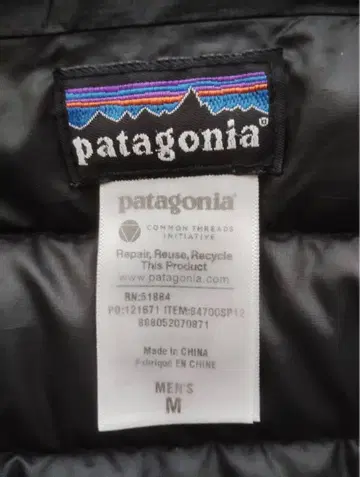 patagonia®
patagonia®
COMMON THREADS
INITIATIVE
Repair, Reuse, Recycle
This Product
www.patagonia.com
RN:51884
PO:121671 ITEM:84700SP12
868052070871
Made in CHINA
Fabriqué EN CHINE
MEN'S
M